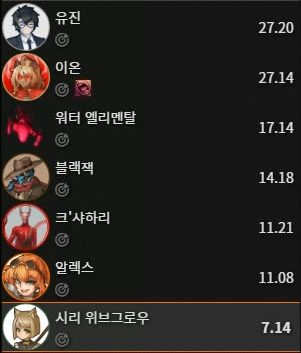 유진
27.20
이온
27.14
워터 엘리멘탈
17.14
블랙잭
14.18
크'샤하리
11.21
알렉스
11.08
시리 위브그로우
7.14